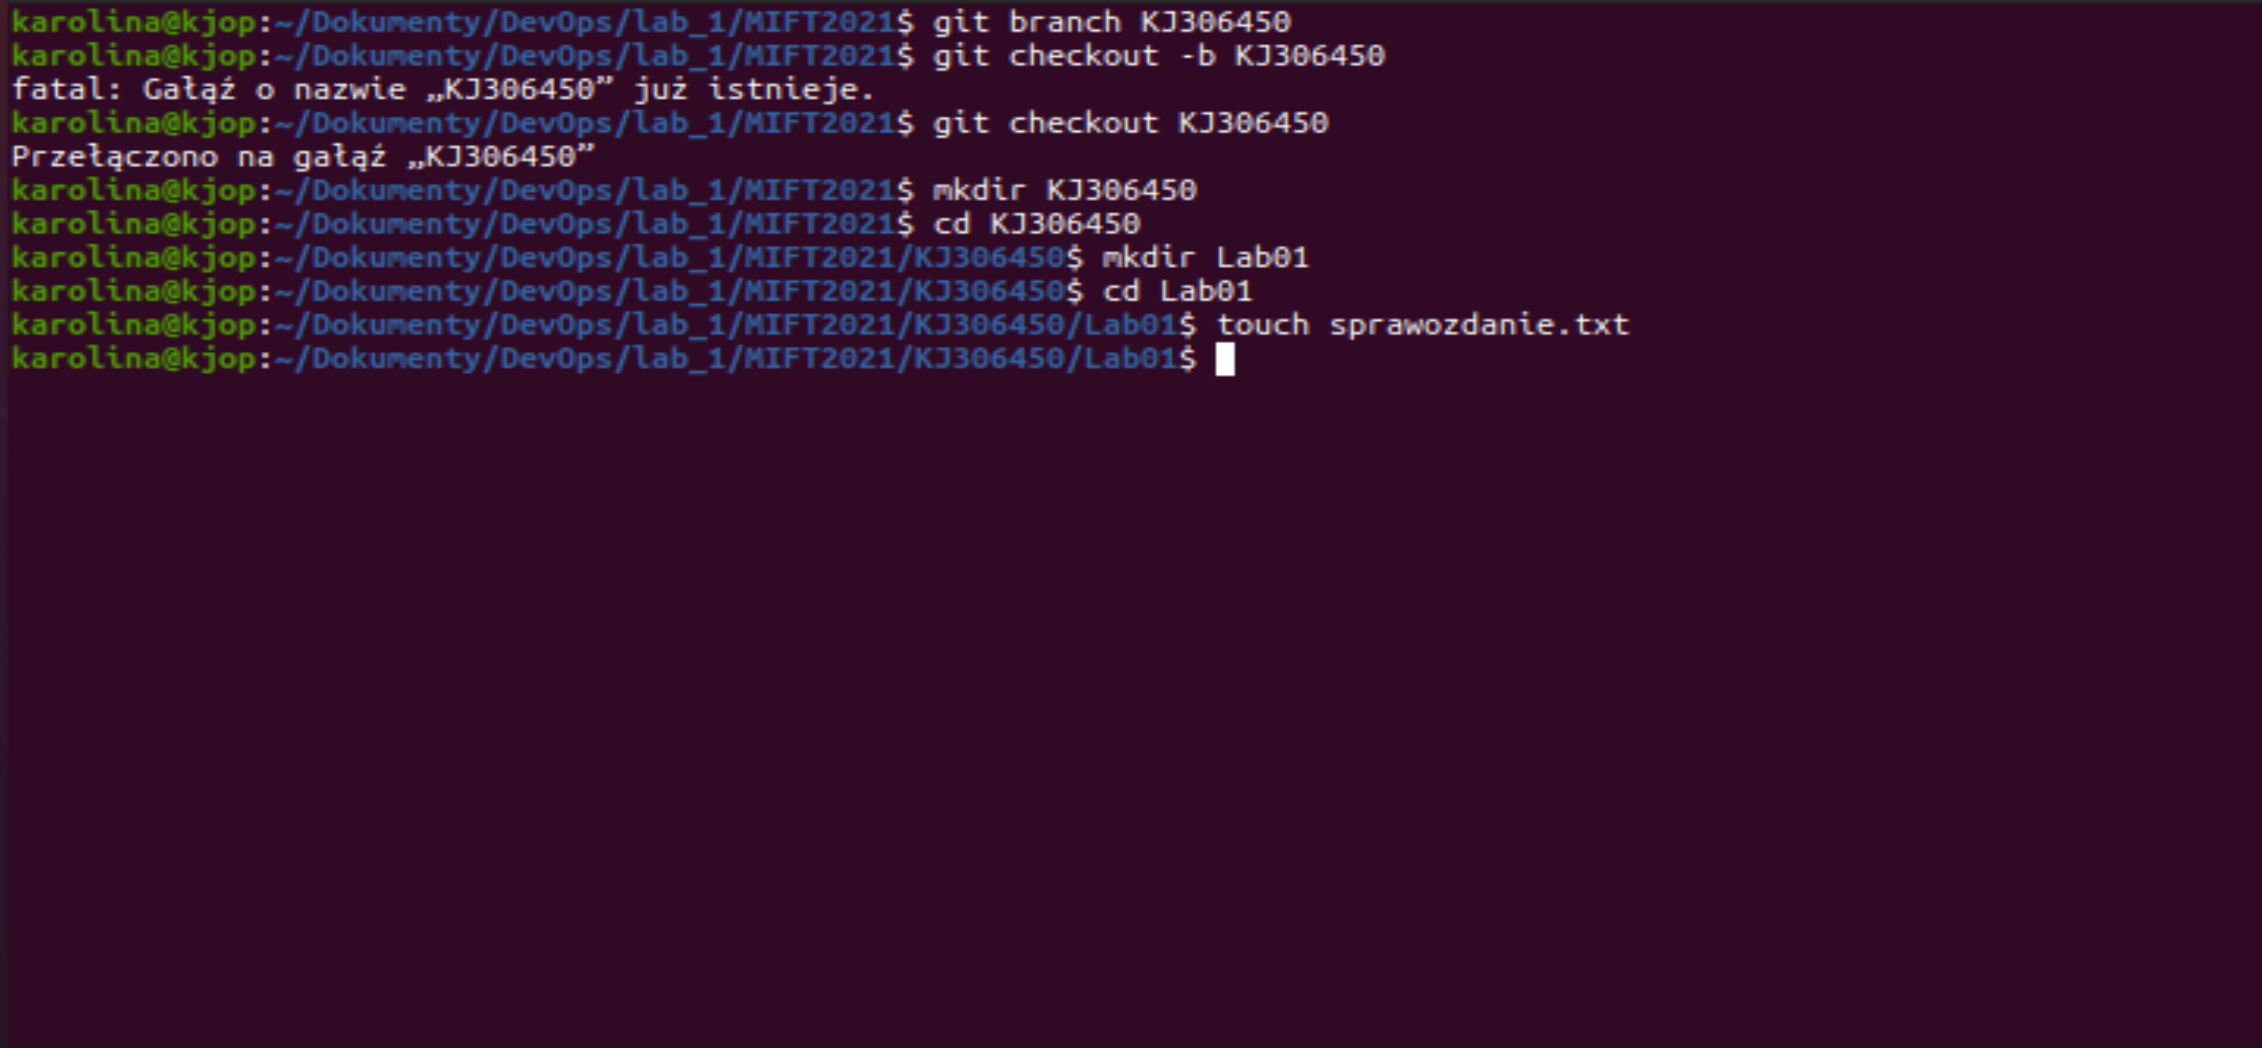 karolina@kjop:~/Dokumenty/DevOps/lab_1/MIFT2021$ git branch KJ306450
karolina@kjop:~/Dokumenty/DevOps/lab_1/MIFT2021$ git checkout -b KJ306450
fatal: Gałąź o nazwie „KJ306450” już istnieje.
karolina@kjop:~/Dokumenty/DevOps/lab_1/MIFT2021$ git checkout KJ306450
Przełączono na gałąź „KJ306450”
karolina@kjop:~/Dokumenty/DevOps/lab_1/MIFT2021$ mkdir KJ306450
karolina@kjop:~/Dokumenty/DevOps/lab_1/MIFT2021$ cd KJ306450
karolina@kjop:~/Dokumenty/DevOps/lab_1/MIFT2021/KJ306450$ mkdir Lab01
karolina@kjop:~/Dokumenty/DevOps/lab_1/MIFT2021/KJ306450$ cd Lab01
karolina@kjop:~/Dokumenty/DevOps/lab_1/MIFT2021/KJ306450/Lab01$ touch sprawozdanie.txt
karolina@kjop:~/Dokumenty/DevOps/lab_1/MIFT2021/KJ306450/Lab01$